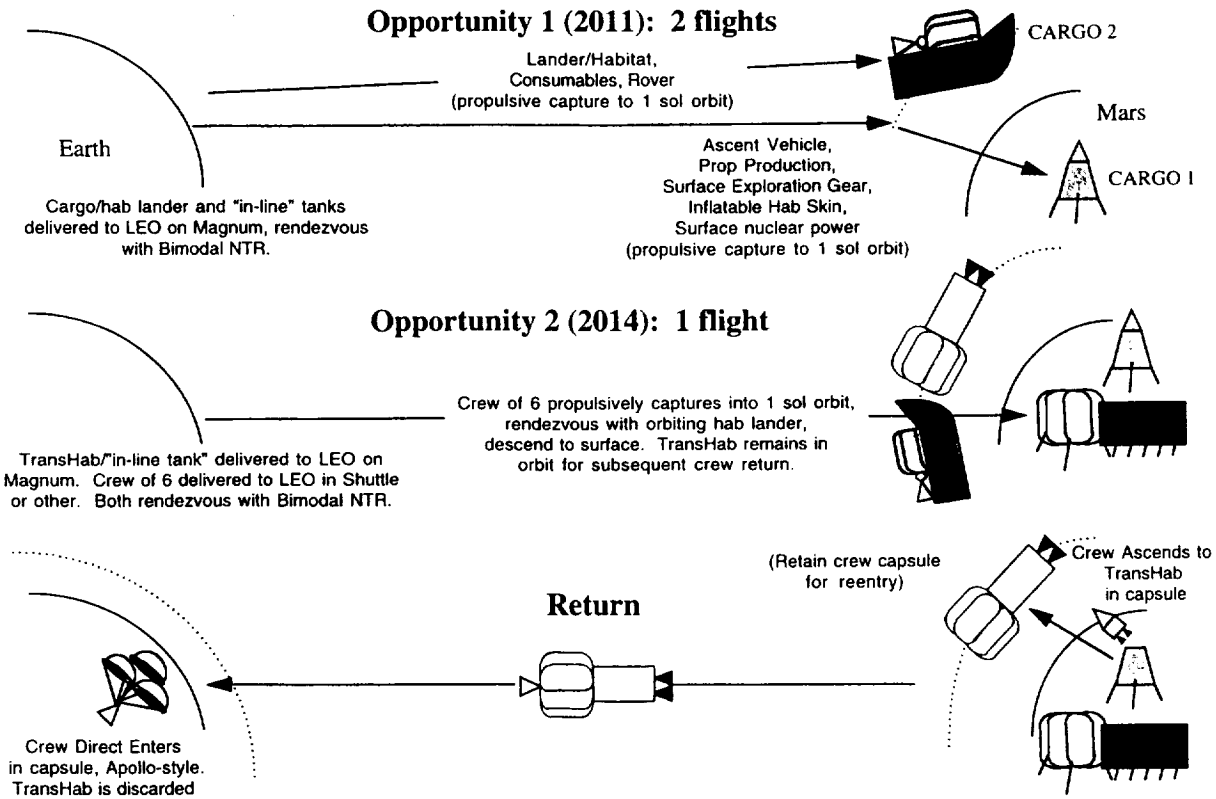 Opportunity 1 (2011):  2 flights
CARGO 2
Lander/Habitat,
Consumables, Rover
(propulsive capture to 1 sol orbit)
Earth
Mars
Ascent Vehicle,
Prop Production,
Surface Exploration Gear,
Inflatable Hab Skin,
Surface nuclear power
(propulsive capture to 1 sol orbit)
CARGO 1
Cargo/hab lander and "in-line" tanks
delivered to LEO on Magnum, rendezvous
with Bimodal NTR.
Opportunity 2 (2014):  1 flight
Crew of 6 propulsively captures into 1 sol orbit,
rendezvous with orbiting hab lander,
descend to surface.  TransHab remains in
orbit for subsequent crew return.
TransHab/"in-line tank" delivered to LEO on
Magnum.  Crew of 6 delivered to LEO in Shuttle
or other.  Both rendezvous with Bimodal NTR.
(Retain crew capsule
for reentry)
Crew Ascends to
TransHab
in capsule
Return
Crew Direct Enters
in capsule, Apollo-style.
TransHab is discarded